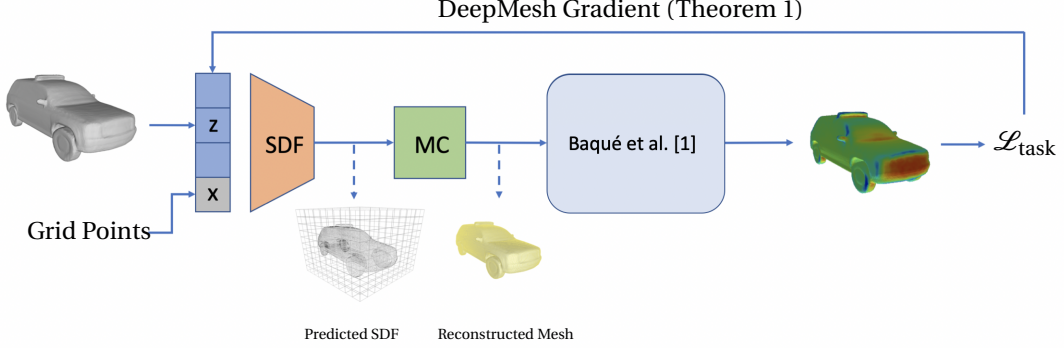 DeepMesh Gradient (Theorem 1)
Z
SDF
MC
Baqué et al. [1]
ℒtask
X
Grid Points
Predicted SDF
Reconstructed Mesh